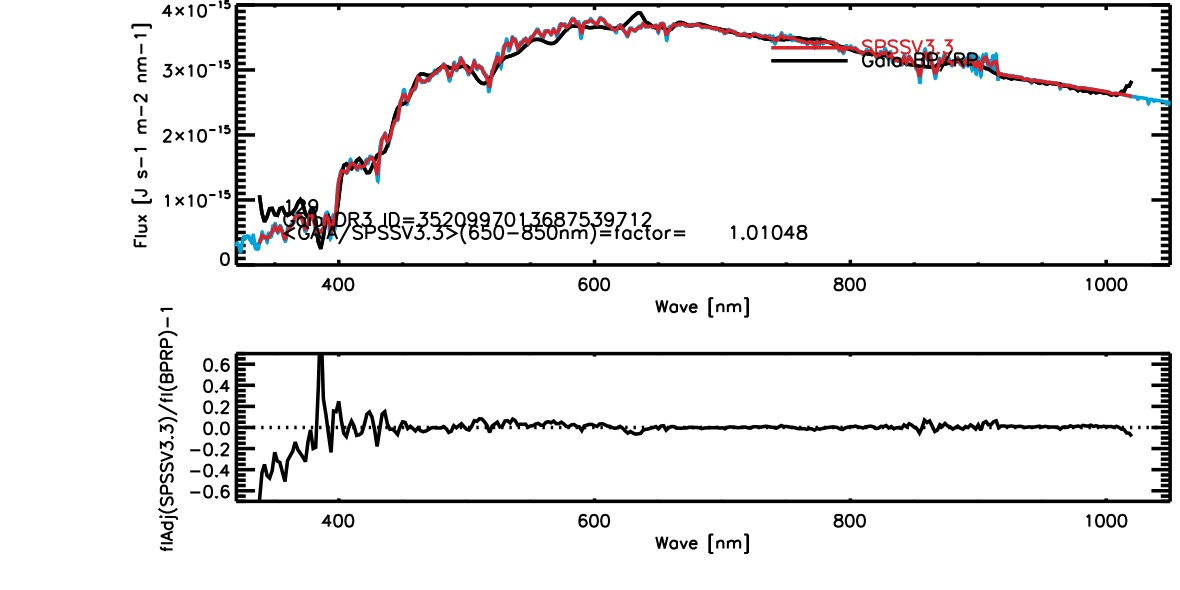 4×10⁻¹⁵
3×10⁻¹⁵
2×10⁻¹⁵
1×10⁻¹⁵
0
Flux [J s-1 m-2 nm-1]
SPSSV3.3
Gaia BP/RP
129
Gaia DR3 ID=3520997013687539712
<GAIA/SPSSV3.3>(650-850nm)=factor= 1.01048
400 600 800 1000
Wave [nm]
flAdj(SPSSV3.3)/fl(BPRP)-1
0.6
0.4
0.2
0.0
-0.2
-0.4
-0.6
400 600 800 1000
Wave [nm]